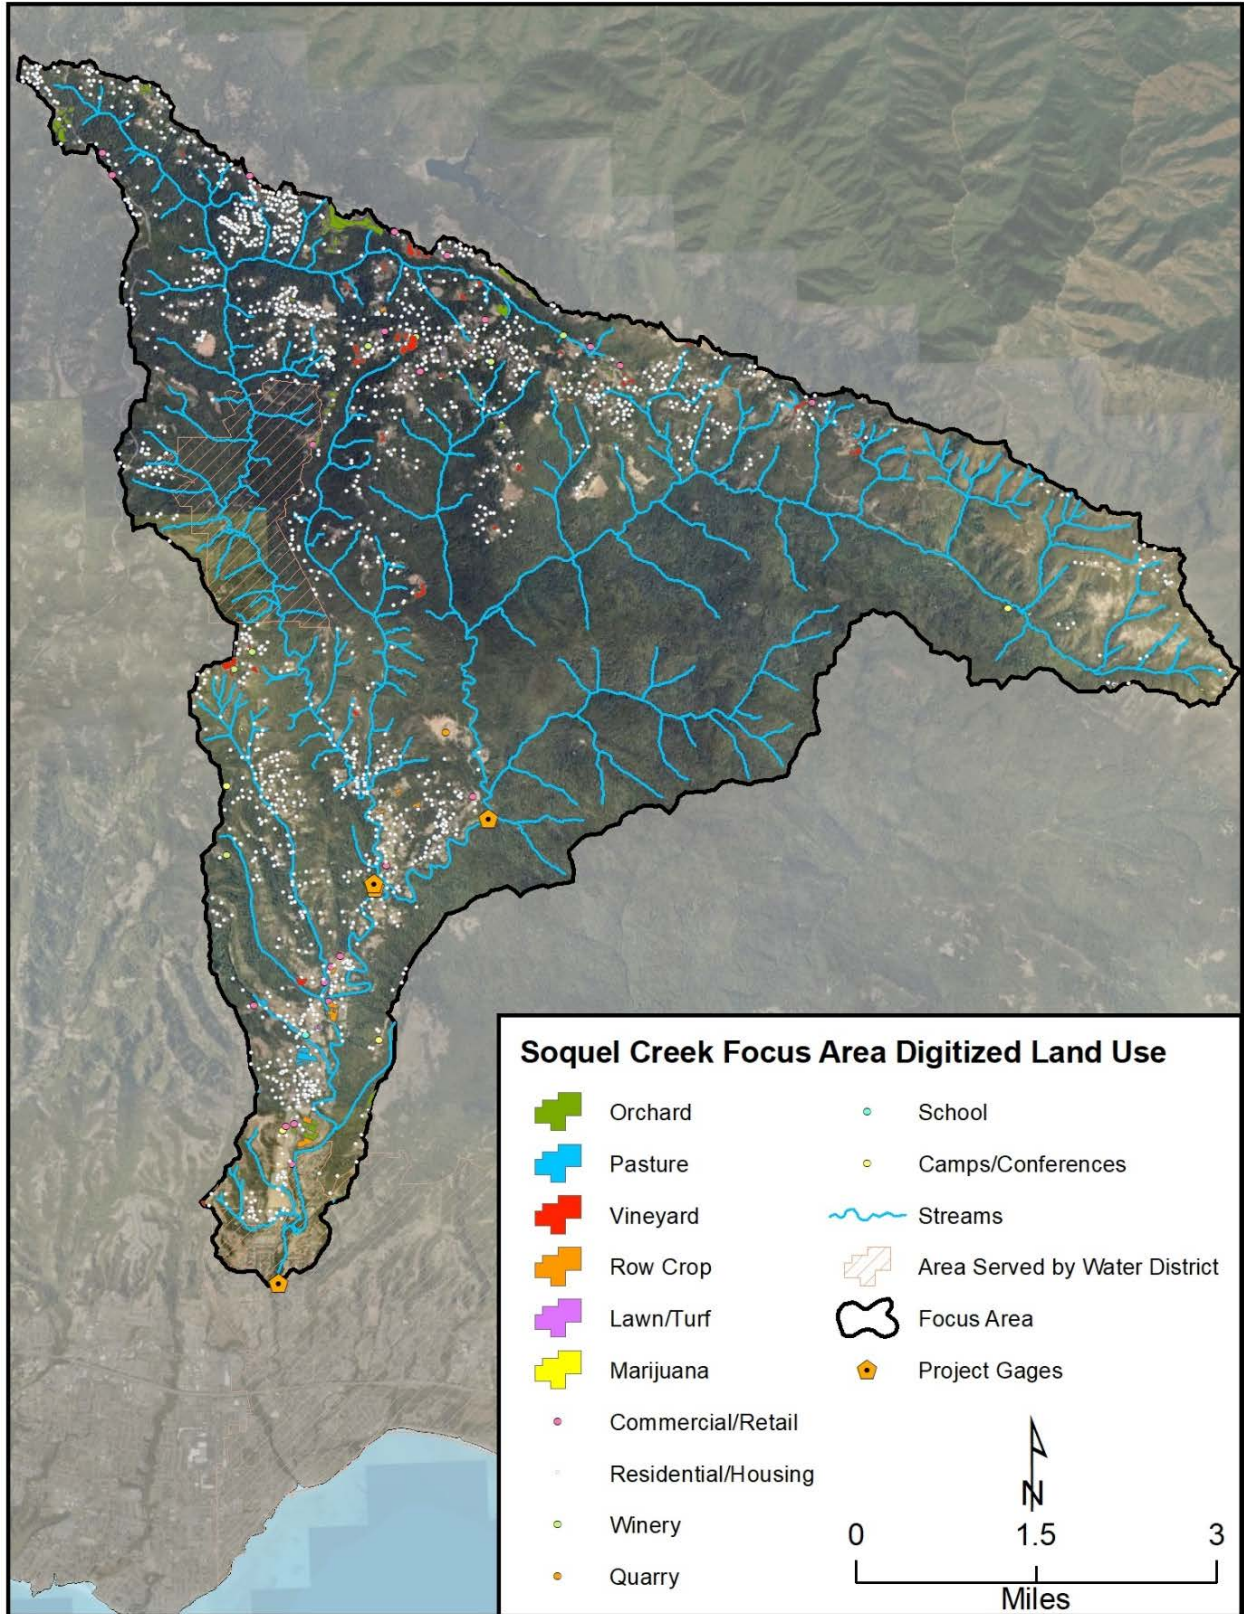 Soquel Creek Focus Area Digitized Land Use
Orchard
Pasture
Vineyard
Row Crop
Lawn/Turf
Marijuana
Commercial/Retail
Residential/Housing
Winery
Quarry
School
Camps/Conferences
Streams
Area Served by Water District
Focus Area
Project Gages
N
0 1.5 3
Miles